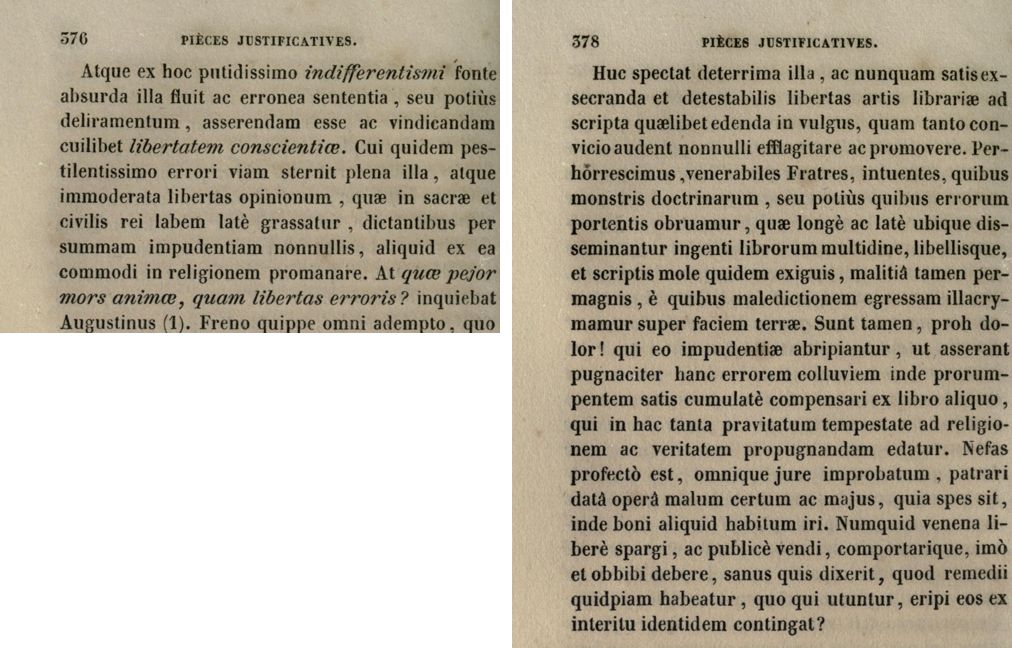 376 PIÈCES JUSTIFICATIVES.
Atque ex hoc putidissimo indifferentismi fonte
absurda illa fluit ac erronea sententia, seu potiùs
deliramentum, asserendam esse ac vindicandam
cuilibet libertatem conscientiæ. Cui quidem pes-
tilentissimo errori viam sternit plena illa, atque
immoderata libertas opinionum, quæ in sacræ et
civilis rei labem latè grassatur, dictantibus per
summam impudentiam nonnullis, aliquid ex ea
commodi in religionem promanare. At quæ pejor
mors animæ, quam libertas erroris? inquiebat
Augustinus (1). Freno quippe omni adempto, quo
378 PIÈCES JUSTIFICATIVES.
Huc spectat deterrima illa, ac nunquam satis ex-
secranda et detestabilis libertas artis librariæ ad
scripta quælibet edenda in vulgus, quam tanto con-
vicio audent nonnulli efflagitare ac promovere. Per-
hörrescimus, venerabiles Fratres, intuentes, quibus
monstris doctrinarum, seu potiùs quibus errorum
portentis obruamur, quæ longè ac latè ubique dis-
seminantur ingenti librorum multidine, libellisque,
et scriptis mole quidem exiguis, malitiâ tamen per-
magnis, è quibus maledictionem egressam illacry-
mamur super faciem terræ. Sunt tamen, proh do-
lor! qui eo impudentiæ abripiantur, ut asserant
pugnaciter hanc errorem colluviem inde prorum-
pentem satis cumulatè compensari ex libro aliquo,
qui in hac tanta pravitatum tempestate ad religio-
nem ac veritatem propugnandam edatur. Nefas
profectò est, omnique jure improbatum, patrari
datâ operâ malum certum ac majus, quia spes sit,
inde boni aliquid habitum iri. Numquid venena li-
berè spargi, ac publicè vendi, comportarique, imò
et obbibi debere, sanus quis dixerit, quod remedii
quidpiam habeatur, quo qui utuntur, eripi eos ex
interitu identidem contingat?